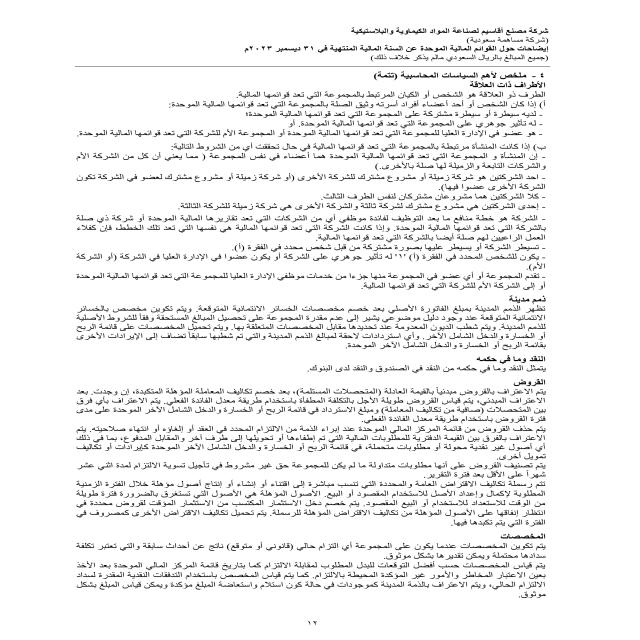 شركة مصنع أقاسيم لصناعة المواد الكيماوية والبلاستيكية
(شركة مساهمة سعودية)
إيضاحات حول القوائم المالية الموحدة عن السنة المالية المنتهية في ٣١ ديسمبر ٢٠٢٣م
(جميع المبالغ بالريال السعودي مالم يذكر خلاف ذلك)
٤ - ملخص لأهم السياسات المحاسبية (تتمة)
الأطراف ذات العلاقة
الطرف ذو العلاقة هو الشخص أو الكيان المرتبط بالمجموعة التي تعد قوائمها المالية.
أ) إذا كان الشخص أو أحد أعضاء أفراد أسرته وثيق الصلة بالمجموعة التي تعد قوائمها المالية الموحدة:
- لديه سيطرة أو سيطرة مشتركة على المجموعة التي تعد قوائمها المالية الموحدة؛
- له تأثير جوهري على المجموعة التي تعد قوائمها المالية الموحدة. أو
- هو عضو في الإدارة العليا للمجموعة التي تعد قوائمها المالية الموحدة أو المجموعة الأم للشركة التي تعد قوائمها المالية الموحدة.
ب) إذا كانت المنشأة مرتبطة بالمجموعة التي تعد قوائمها المالية في حال تحققت أي من الشروط التالية:
- إن المنشأة و المجموعة التي تعد قوائمها المالية الموحدة هما أعضاء في نفس المجموعة ( مما يعني أن كل من الشركة الأم
والشركات التابعة والزميلة لها صلة بالأخرى.)
- احد الشركتين هو شركة زميلة أو مشروع مشترك للشركة الأخرى (أو شركة زميلة أو مشروع مشترك لعضو في الشركة تكون
الشركة الأخرى عضوا فيها).
- كلا الشركتين هما مشروعان مشتركان لنفس الطرف الثالث.
- إحدى الشركتين هي مشروع مشترك لشركة ثالثة والشركة الأخرى هي شركة زميلة للشركة الثالثة.
- الشركة هو خطة منافع ما بعد التوظيف لفائدة موظفي أي من الشركات التي تعد تقاريرها المالية الموحدة أو شركة ذي صلة
بالشركة التي تعد قوائمها المالية الموحدة. وإذا كانت الشركة التي تعد قوائمها المالية هي نفسها التي تعد تلك الخطط، فإن كفلاء
العمل الراعيين لهم صلة أيضا بالشركة التي تعد قوائمها المالية.
- تسيطر الشركة أو يسيطر عليها بصورة مشتركة من قبل شخص محدد في الفقرة (أ).
- يكون للشخص المحدد في الفقرة (أ) '١' له تأثير جوهري على الشركة أو يكون عضوا في الإدارة العليا في الشركة (أو الشركة
الأم).
- تقدم المجموعة أو أي عضو في المجموعة منها جزءا من خدمات موظفي الإدارة العليا للمجموعة التي تعد قوائمها المالية الموحدة
أو إلى الشركة الأم للشركة التي تعد قوائمها المالية.
ذمم مدينة
تظهر الذمم المدينة بمبلغ الفاتورة الأصلي بعد خصم مخصصات الخسائر الائتمانية المتوقعة. ويتم تكوين مخصص بالخسائر
الائتمانية المتوقعة عند وجود دليل موضوعي يشير إلى عدم مقدرة المجموعة على تحصيل المبالغ المستحقة وفقاً للشروط الأصلية
للذمم المدينة. ويتم شطب الديون المعدومة عند تحديدها مقابل المخصصات المتعلقة بها. ويتم تحميل المخصصات على قائمة الربح
أو الخسارة والدخل الشامل الآخر. وأي استردادات لاحقة لمبالغ الذمم المدينة والتي تم شطبها سابقاً تضاف إلى الإيرادات الأخرى
بقائمة الربح أو الخسارة والدخل الشامل الآخر الموحدة.
النقد وما في حكمه
يتمثل النقد وما في حكمه من النقد في الصندوق والنقد لدى البنوك.
القروض
يتم الاعتراف بالقروض مبدئياً بالقيمة العادلة (المتحصلات المستلمة)، بعد خصم تكاليف المعاملة المؤهلة المتكبدة، إن وجدت. بعد
الاعتراف المبدئي، يتم قياس القروض طويلة الأجل بالتكلفة المطفأة باستخدام طريقة معدل الفائدة الفعلي. ويتم الاعتراف بأي فرق
بين المتحصلات (صافية من تكاليف المعاملة) ومبلغ الاسترداد في قائمة الربح أو الخسارة والدخل الشامل الآخر الموحدة على مدى
فترة القروض باستخدام طريقة معدل الفائدة الفعلي.
يتم حذف القروض من قائمة المركز المالي الموحدة عند إبراء الذمة من الالتزام المحدد في العقد أو إلغاءه أو انتهاء صلاحيته. يتم
الاعتراف بالفرق بين القيمة الدفترية للمطلوبات المالية التي تم إطفاءها أو تحويلها إلى طرف آخر والمقابل المدفوع، بما في ذلك
أي أصول غير نقدية محولة أو مطلوبات متحملة، في قائمة الربح أو الخسارة والدخل الشامل الآخر الموحدة كإيرادات أو تكاليف
تمويل أخرى.
يتم تصنيف القروض على أنها مطلوبات متداولة ما لم يكن للمجموعة حق غير مشروط في تأجيل تسوية الالتزام لمدة اثني عشر
شهراً على الأقل بعد فترة التقرير.
تتم رسملة تكاليف الاقتراض العامة والمحددة التي تنسب مباشرة إلى اقتناء أو إنشاء أو إنتاج أصول مؤهلة خلال الفترة الزمنية
المطلوبة لإكمال وإعداد الأصل للاستخدام المقصود أو البيع. الأصول المؤهلة هي الأصول التي تستغرق بالضرورة فترة طويلة
من الوقت للاستعداد للاستخدام أو البيع المقصود. يتم خصم دخل الاستثمار المكتسب من الاستثمار المؤقت لقروض محددة في
انتظار إنفاقها على الأصول المؤهلة من تكاليف الاقتراض المؤهلة للرسملة. يتم تحميل تكاليف الاقتراض الأخرى كمصروف في
الفترة التي يتم تكبدها فيها.
المخصصات
يتم تكوين المخصصات عندما يكون على المجموعة أي التزام حالي (قانوني أو متوقع) ناتج عن أحداث سابقة والتي تعتبر تكلفة
سدادها محتملة ويمكن تقديرها بشكل موثوق.
يتم قياس المخصصات حسب أفضل التوقعات للبدل المطلوب لمقابلة الالتزام كما بتاريخ قائمة المركز المالي الموحدة بعد الأخذ
بعين الاعتبار المخاطر والأمور غير المؤكدة المحيطة بالالتزام. كما يتم قياس المخصص باستخدام التدفقات النقدية المقدرة لسداد
الالتزام الحالي، ويتم الاعتراف بالذمة المدينة كموجودات في حالة كون استلام واستعاضة المبلغ مؤكدة ويمكن قياس المبلغ بشكل
موثوق.
١٢